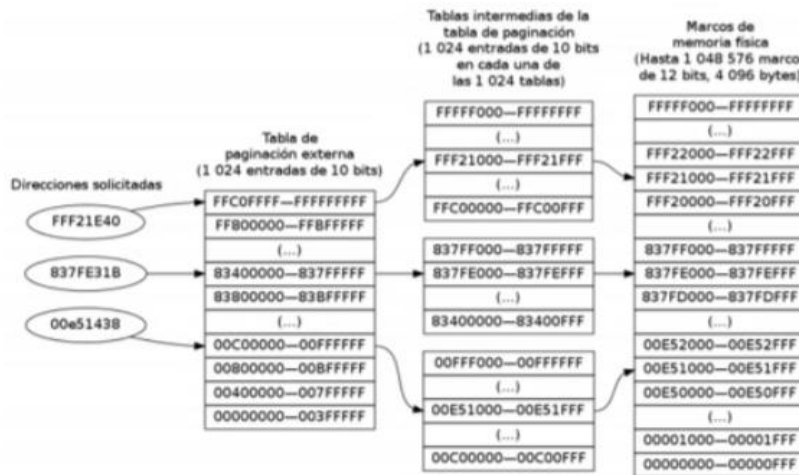 Tablas intermedias de la
tabla de paginación
(1 024 entradas de 10 bits
en cada una de
las 1 024 tablas)
Marcos de
memoria física
(Hasta 1 048 576 marco
de 12 bits, 4 096 bytes)
Tabla de
paginación externa
(1 024 entradas de 10 bits)
Direcciones solicitadas
FFF21E40
837FE31B
00e51438
FFC0FFFF—FFFFFFFFF
FF800000—FFBFFFFF
(...)
83400000—837FFFFF
83800000—83BFFFFF
(...)
00C00000—00FFFFFF
00800000—00BFFFFF
00400000—007FFFFF
00000000—003FFFFF
FFFFF000—FFFFFFFF
(...)
FFF21000—FFF21FFF
(...)
FFC00000—FFC00FFF
837FF000—837FFFFF
837FE000—837FEFFF
(...)
83400000—83400FFF
00FFF000—00FFFFFF
(...)
00E51000—00E51FFF
(...)
00C00000—00C00FFF
FFFFF000—FFFFFFFF
(...)
FFF22000—FFF22FFF
FFF21000—FFF21FFF
FFF20000—FFF20FFF
(...)
837FF000—837FFFFF
837FE000—837FEFFF
837FD000—837FDFFF
(...)
00E52000—00E52FFF
00E51000—00E51FFF
00E50000—00E50FFF
(...)
00001000—00001FFF
00000000—00000FFF